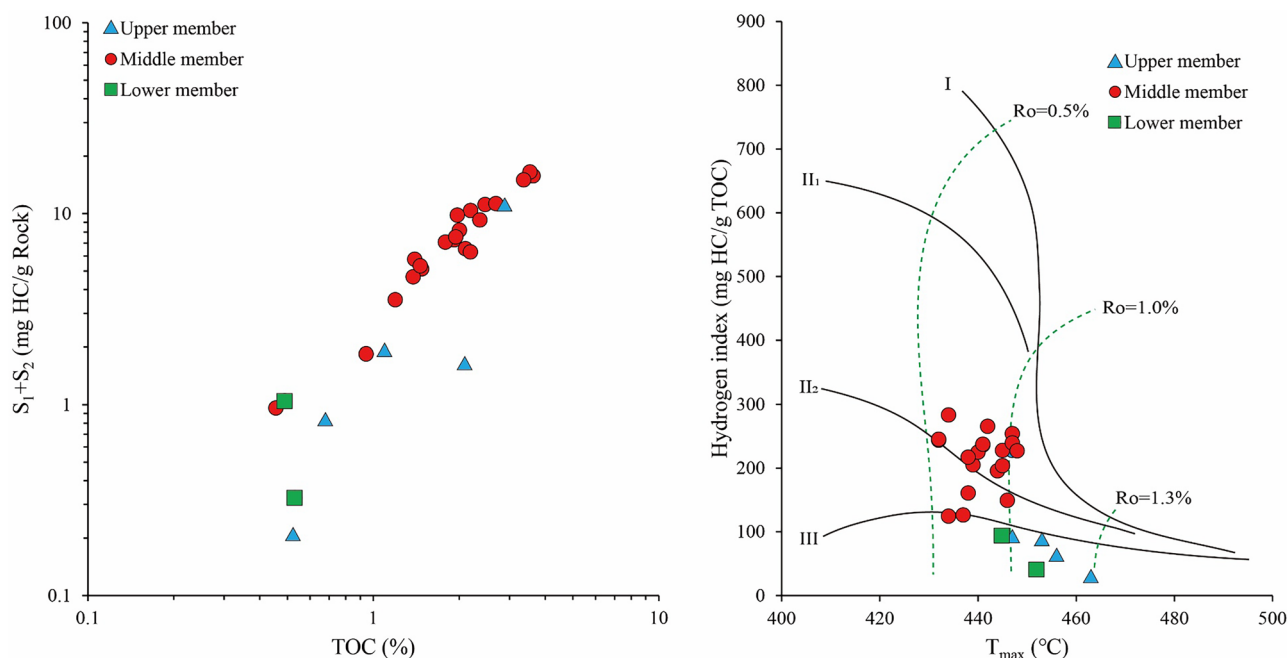 100
10
1
0.1
0.1
1
10
S₁+S₂ (mg HC/g Rock)
TOC (%)
Upper member
Middle member
Lower member
900
800
700
600
500
400
300
200
100
0
400
420
440
460
480
500
Hydrogen index (mg HC/g TOC)
Tmax (℃)
Upper member
Middle member
Lower member
I
II₁
II₂
III
Ro=0.5%
Ro=1.0%
Ro=1.3%